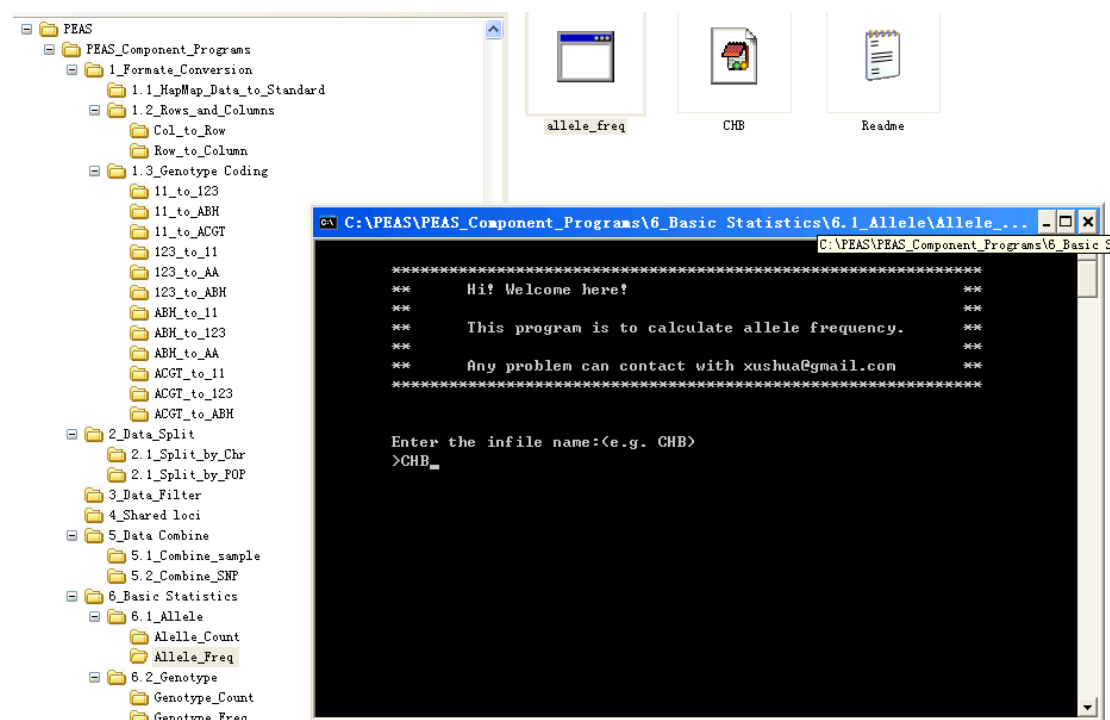 PEAS
PEAS_Component_Programs
1_Formate_Conversion
1.1_HapMap_Data_to_Standard
1.2_Rows_and_Columns
Col_to_Row
Row_to_Column
1.3_Genotype Coding
11_to_123
11_to_ABH
11_to_ACGT
123_to_11
123_to_AA
123_to_ABH
ABH_to_11
ABH_to_123
ABH_to_AA
ACGT_to_11
ACGT_to_123
ACGT_to_ABH
2_Data_Split
2.1_Split_by_Chr
2.1_Split_by_POP
3_Data_Filter
4_Shared loci
5_Data Combine
5.1_Combine_sample
5.2_Combine_SNP
6_Basic Statistics
6.1_Allele
Alelle_Count
Allele_Freq
6.2_Genotype
Genotype_Count
Genotype_Freq
allele_freq
CHB
Readme
C:\PEAS\PEAS_Component_Programs\6_Basic Statistics\6.1_Allele\Allele_...
C:\PEAS\PEAS_Component_Programs\6_Basic S
*************************************************************************
** Hi! Welcome here! **
** **
** This program is to calculate allele frequency. **
** **
** Any problem can contact with xushua@gmail.com **
*************************************************************************
Enter the infile name:(e.g. CHB)
>CHB_